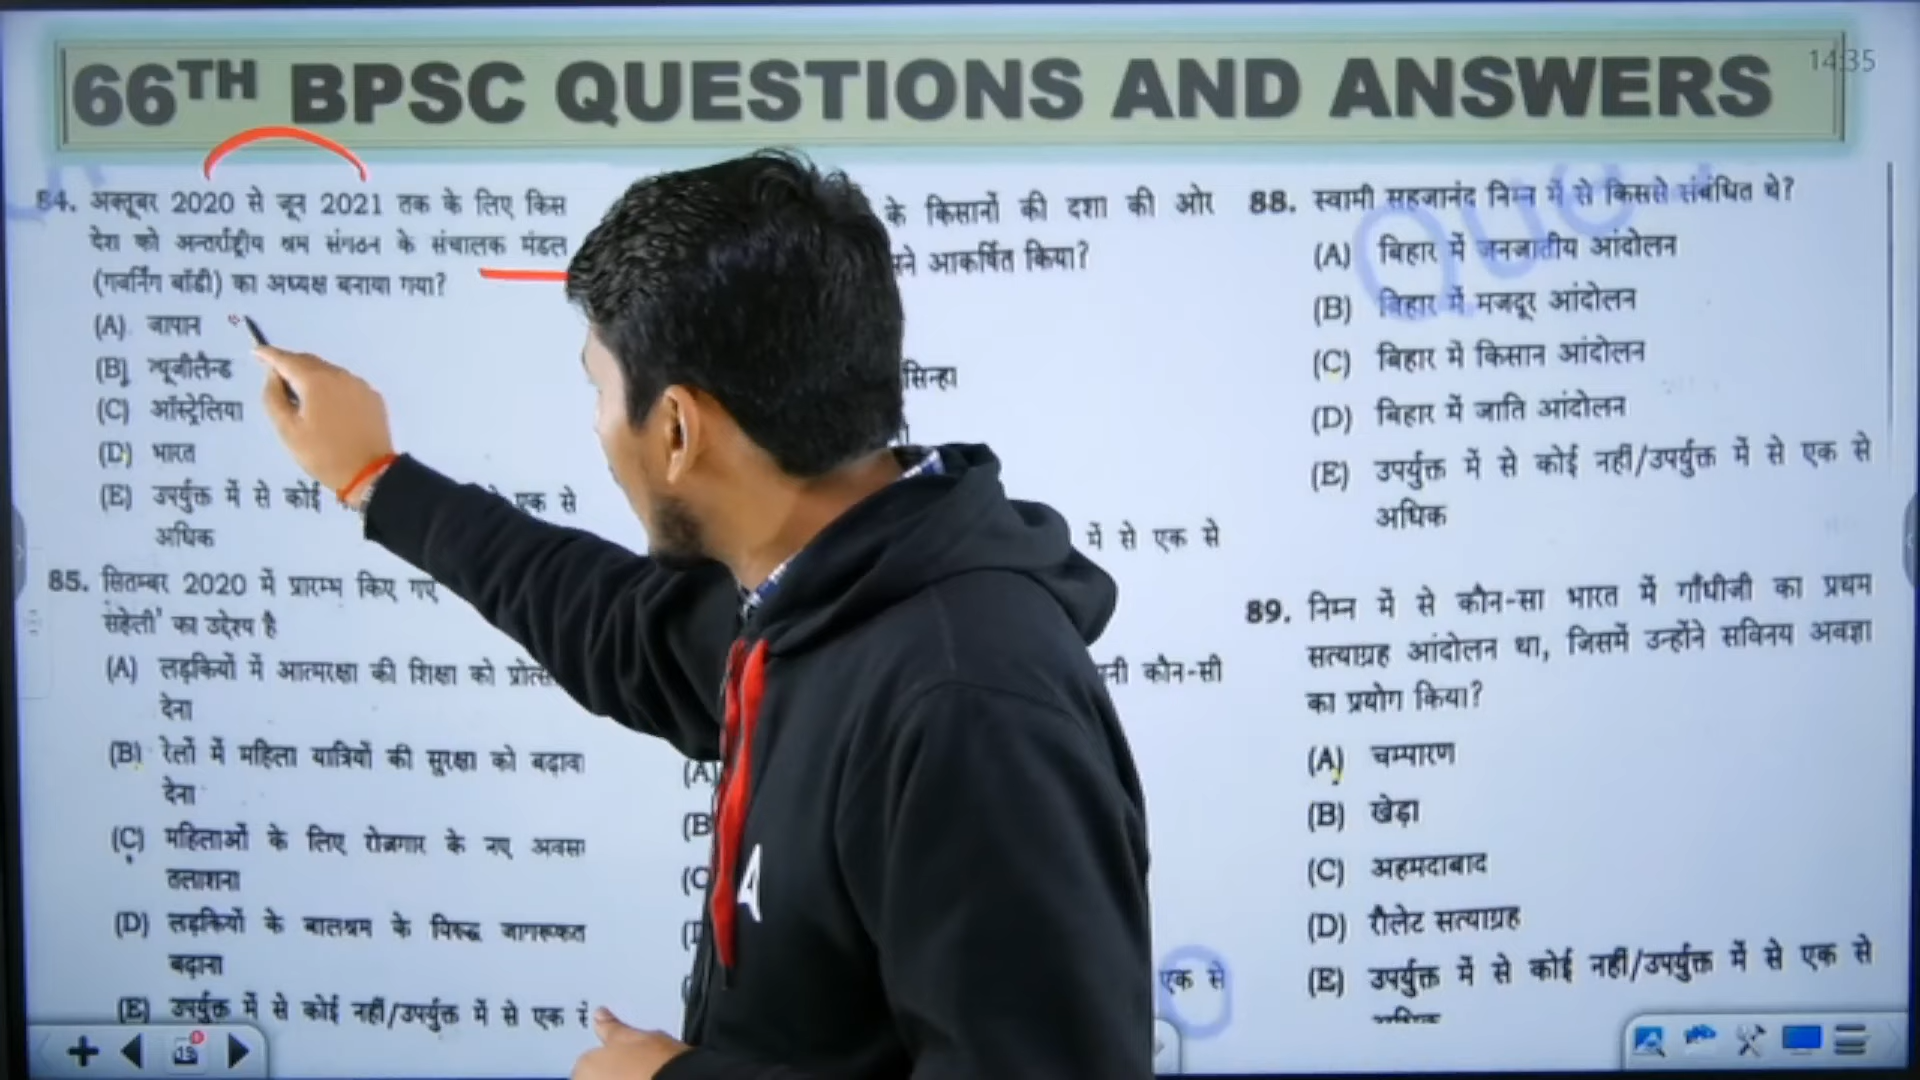 66TH BPSC QUESTIONS AND ANSWERS
14:35
84. अक्तूबर 2020 से जून 2021 तक के लिए किस
देश को अन्तर्राष्ट्रीय श्रम संगठन के संचालक मंडल
(गवर्निंग बॉडी) का अध्यक्ष बनाया गया?
(A) जापान
(B) न्यूजीलैन्ड
(C) ऑस्ट्रेलिया
(D) भारत
(E) उपर्युक्त में से कोई एक से
अधिक
85. सितम्बर 2020 में प्रारम्भ किए गए
सहेली' का उद्देश्य है
(A) लड़कियों में आत्मरक्षा की शिक्षा को
देना
(B) रेलों में महिला यात्रियों की सुरक्षा को बढ़ावा
देना
(C) महिलाओं के लिए रोजगार के नए
तलाशना
(D) लड़कियों के बालश्रम के विरुद्ध
बढ़ाना
(E) उपर्युक्त में से कोई नहीं/उपर्युक्त में से एक
के किसानों की दशा की ओर
आकर्षित किया?
सिन्हा
में से एक से
कौन-सी
(A)
(B
(C
एक से
88. स्वामी सहजानंद निम्न में से किससे संबंधित थे?
(A) बिहार में जनजातीय आंदोलन
(B) बिहार में मजदूर आंदोलन
(C) बिहार में किसान आंदोलन
(D) बिहार में जाति आंदोलन
(E) उपर्युक्त में से कोई नहीं/उपर्युक्त में से एक से
अधिक
89. निम्न में से कौन-सा भारत में गाँधीजी का प्रथम
सत्याग्रह आंदोलन था, जिसमें उन्होंने सविनय अवज्ञा
का प्रयोग किया?
(A) चम्पारण
(B) खेड़ा
(C) अहमदाबाद
(D) रौलेट सत्याग्रह
(E) उपर्युक्त में से कोई नहीं/उपर्युक्त में से एक से
19